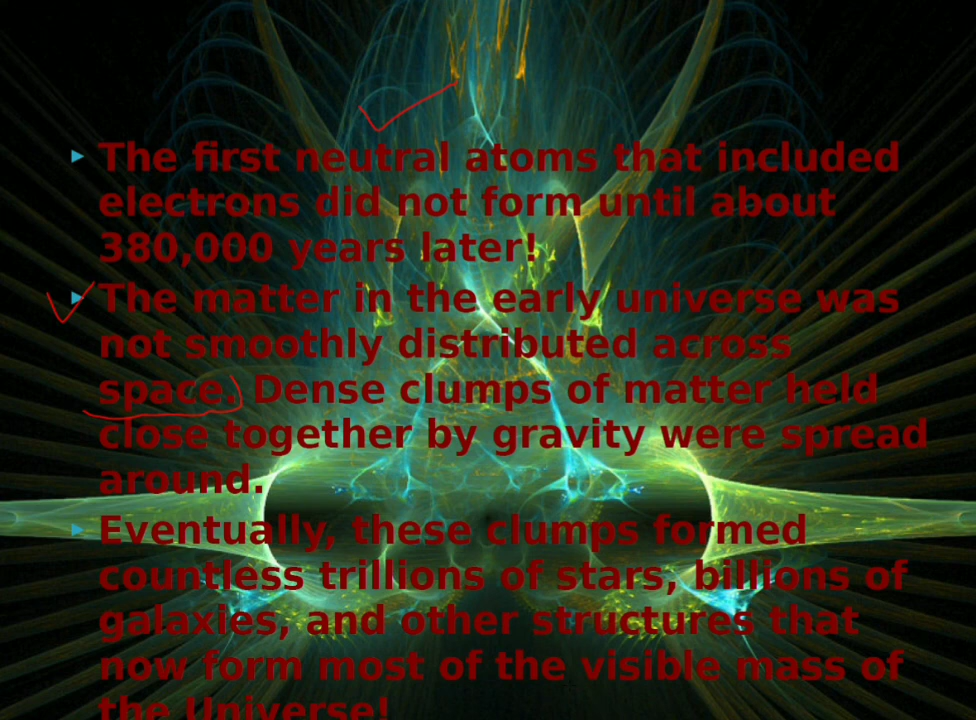 The first neutral atoms that included
electrons did not form until about
380,000 years later!
The matter in the early universe was
not smoothly distributed across
space. Dense clumps of matter held
close together by gravity were spread
around.
Eventually, these clumps formed
countless trillions of stars, billions of
galaxies, and other structures that
now form most of the visible mass of
the Universe!